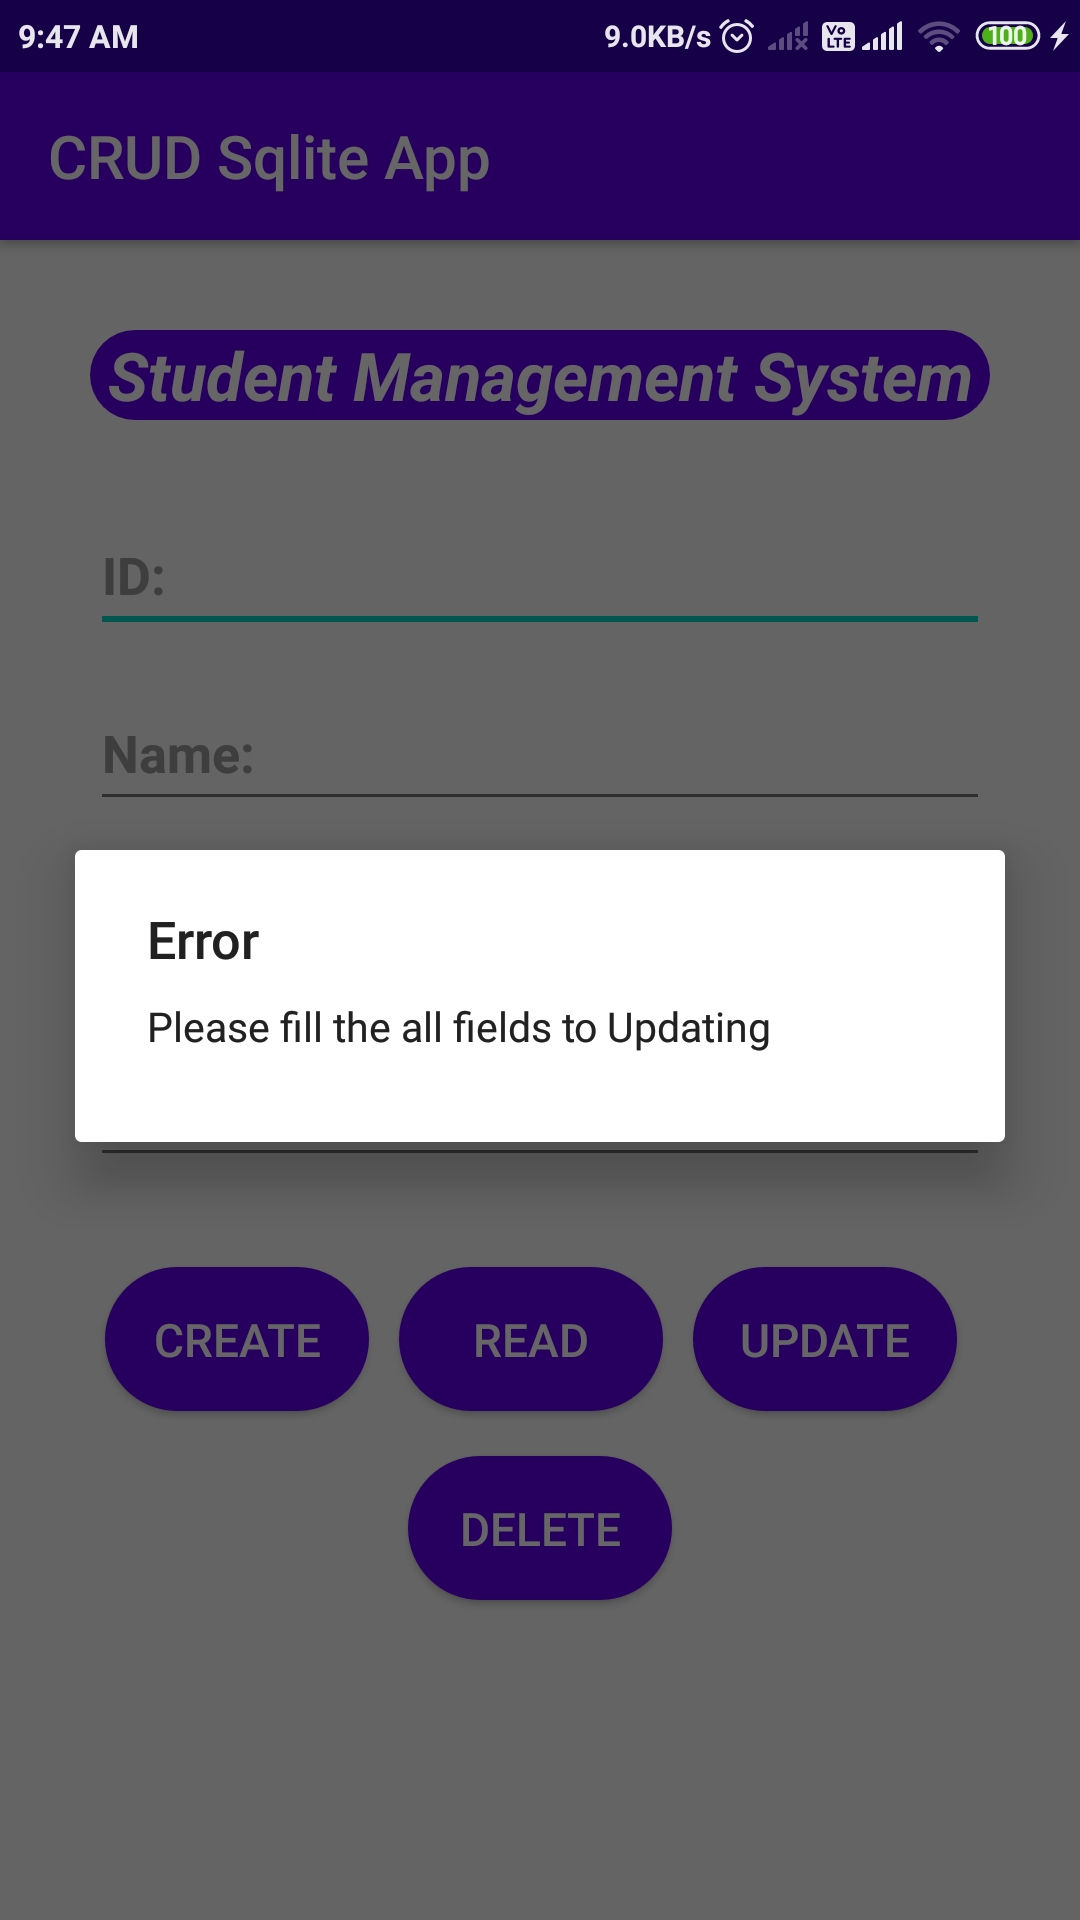 9:47 AM 9.0KB/s Vo LTE 100
CRUD Sqlite App
Student Management System
ID:
Name:
Error
Please fill the all fields to Updating
CREATE READ UPDATE
DELETE